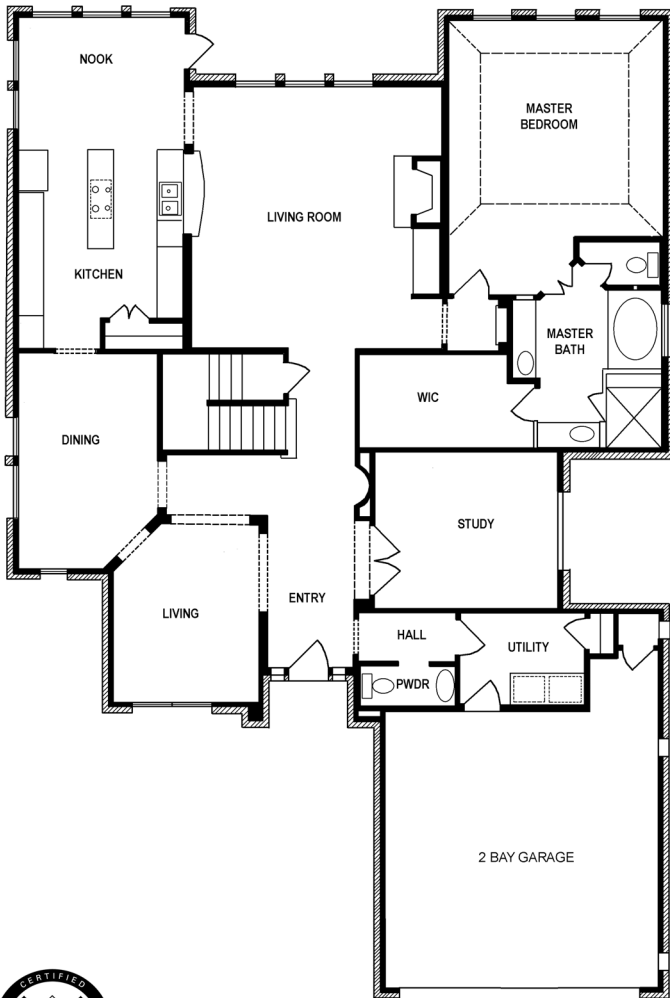 NOOK
MASTER
BEDROOM
LIVING ROOM
KITCHEN
MASTER
BATH
WIC
DINING
STUDY
ENTRY
LIVING
HALL
UTILITY
PWDR
2 BAY GARAGE
CERTIFIED